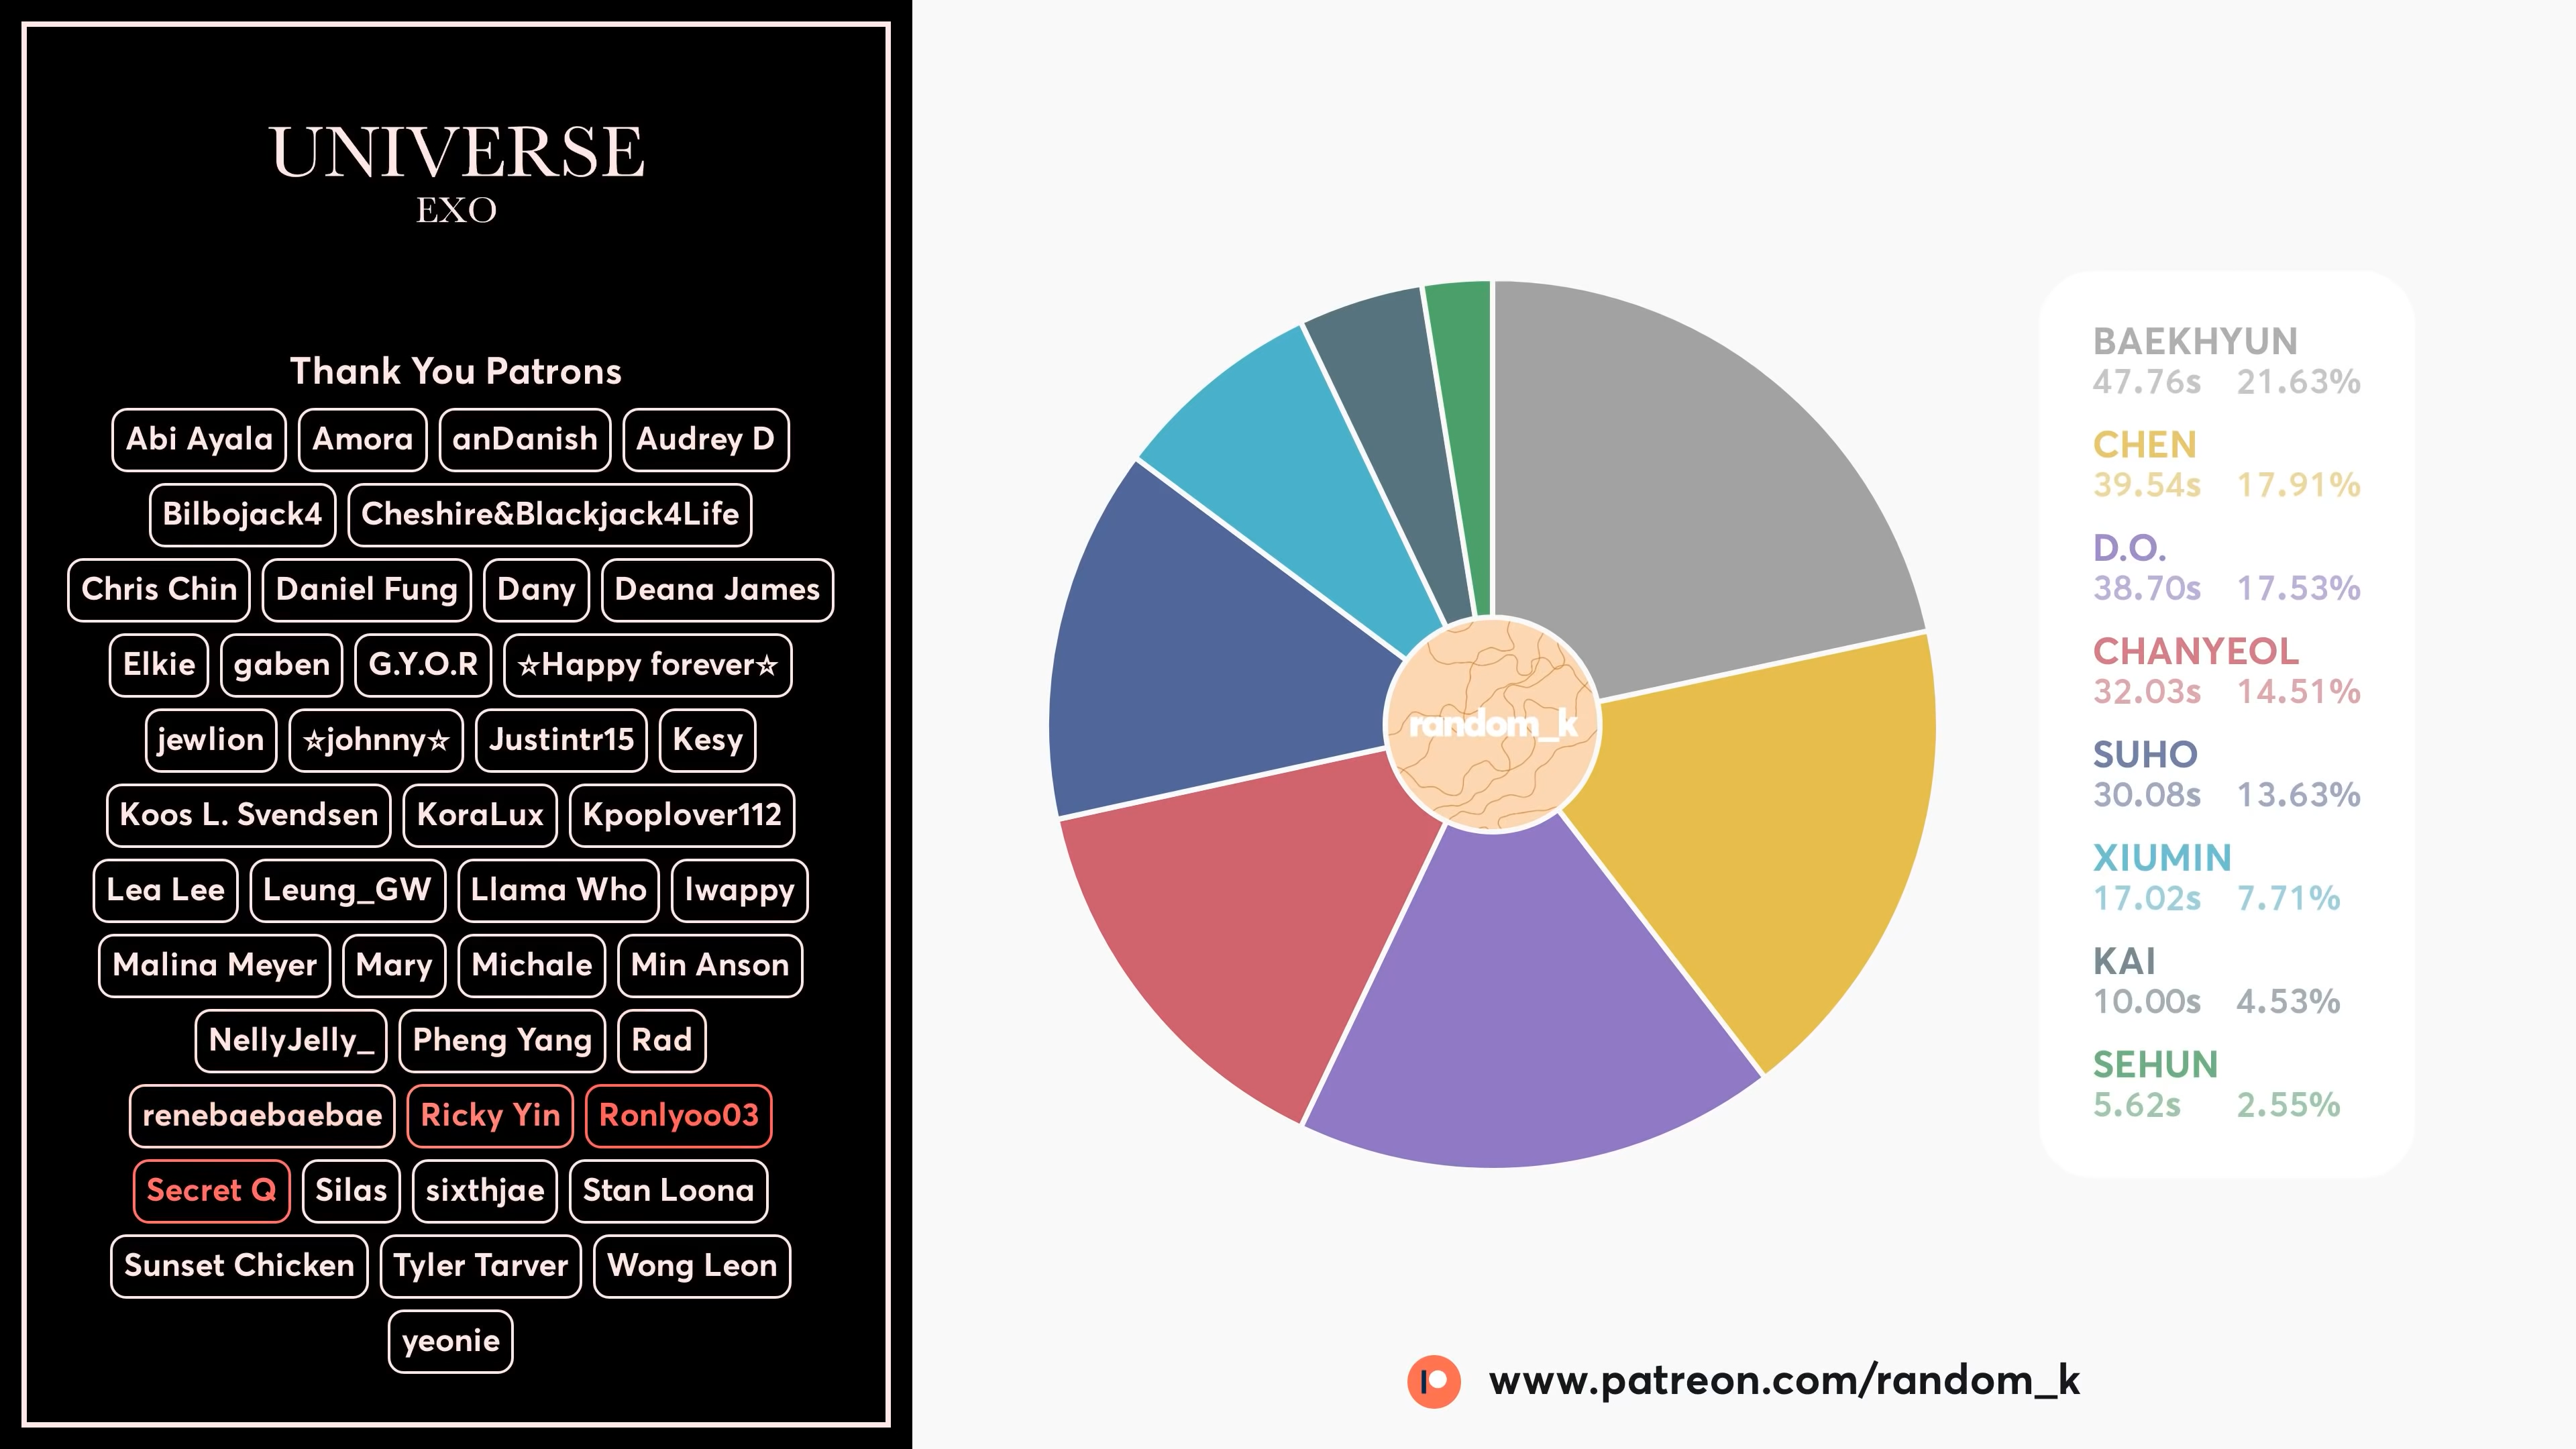 UNIVERSE
EXO
Thank You Patrons
Abi Ayala Amora anDanish Audrey D
Bilbojack4 Cheshire&Blackjack4Life
Chris Chin Daniel Fung Dany Deana James
Elkie gaben G.Y.O.R ☆Happy forever☆
jewlion ☆johnny☆ Justintr15 Kesy
Koos L. Svendsen KoraLux Kpoplover112
Lea Lee Leung_GW Llama Who lwappy
Malina Meyer Mary Michale Min Anson
NellyJelly_ Pheng Yang Rad
renebaebaebae Ricky Yin Ronlyoo03
Secret Q Silas sixthjae Stan Loona
Sunset Chicken Tyler Tarver Wong Leon
yeonie
random_k
BAEKHYUN
47.76s 21.63%
CHEN
39.54s 17.91%
D.O.
38.70s 17.53%
CHANYEOL
32.03s 14.51%
SUHO
30.08s 13.63%
XIUMIN
17.02s 7.71%
KAI
10.00s 4.53%
SEHUN
5.62s 2.55%
www.patreon.com/random_k